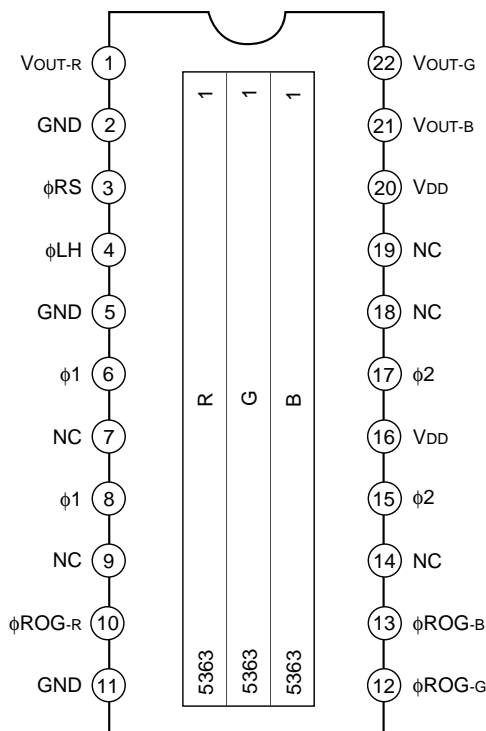 VOUT-R 1 1 1 1 22 VOUT-G
GND 2 21 VOUT-B
ϕRS 3 20 VDD
ϕLH 4 19 NC
GND 5 18 NC
ϕ1 6 R G B 17 ϕ2
NC 7 16 VDD
ϕ1 8 15 ϕ2
NC 9 14 NC
ϕROG-R 10 13 ϕROG-B
GND 11 5363 5363 5363 12 ϕROG-G